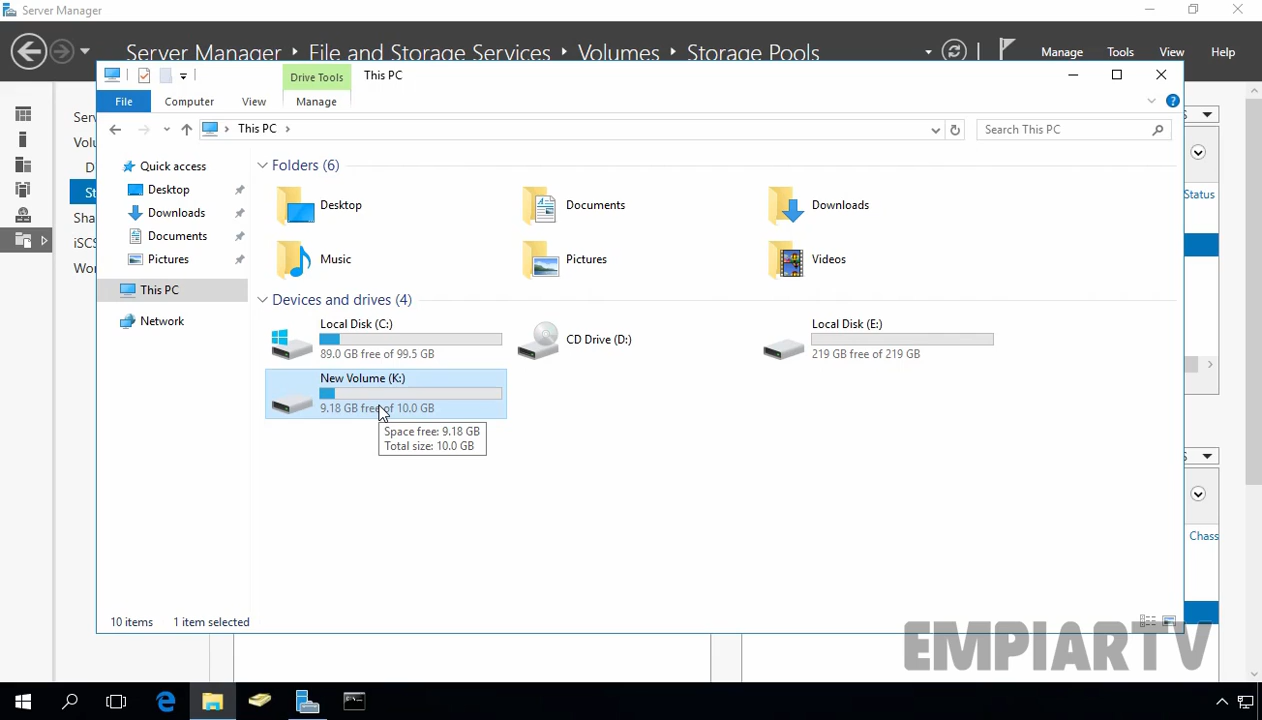 Server Manager
Server Manager › File and Storage Services › Volumes › Storage Pools
Manage Tools View Help
Drive Tools This PC
File Computer View Manage
This PC
Search This PC
Quick access
Desktop
Downloads
Documents
Pictures
This PC
Network
Folders (6)
Desktop Documents Downloads
Music Pictures Videos
Devices and drives (4)
Local Disk (C:)
89.0 GB free of 99.5 GB
CD Drive (D:)
Local Disk (E:)
219 GB free of 219 GB
New Volume (K:)
9.18 GB free of 10.0 GB
Space free: 9.18 GB
Total size: 10.0 GB
Status
Chass
10 items 1 item selected
EMPIARTV